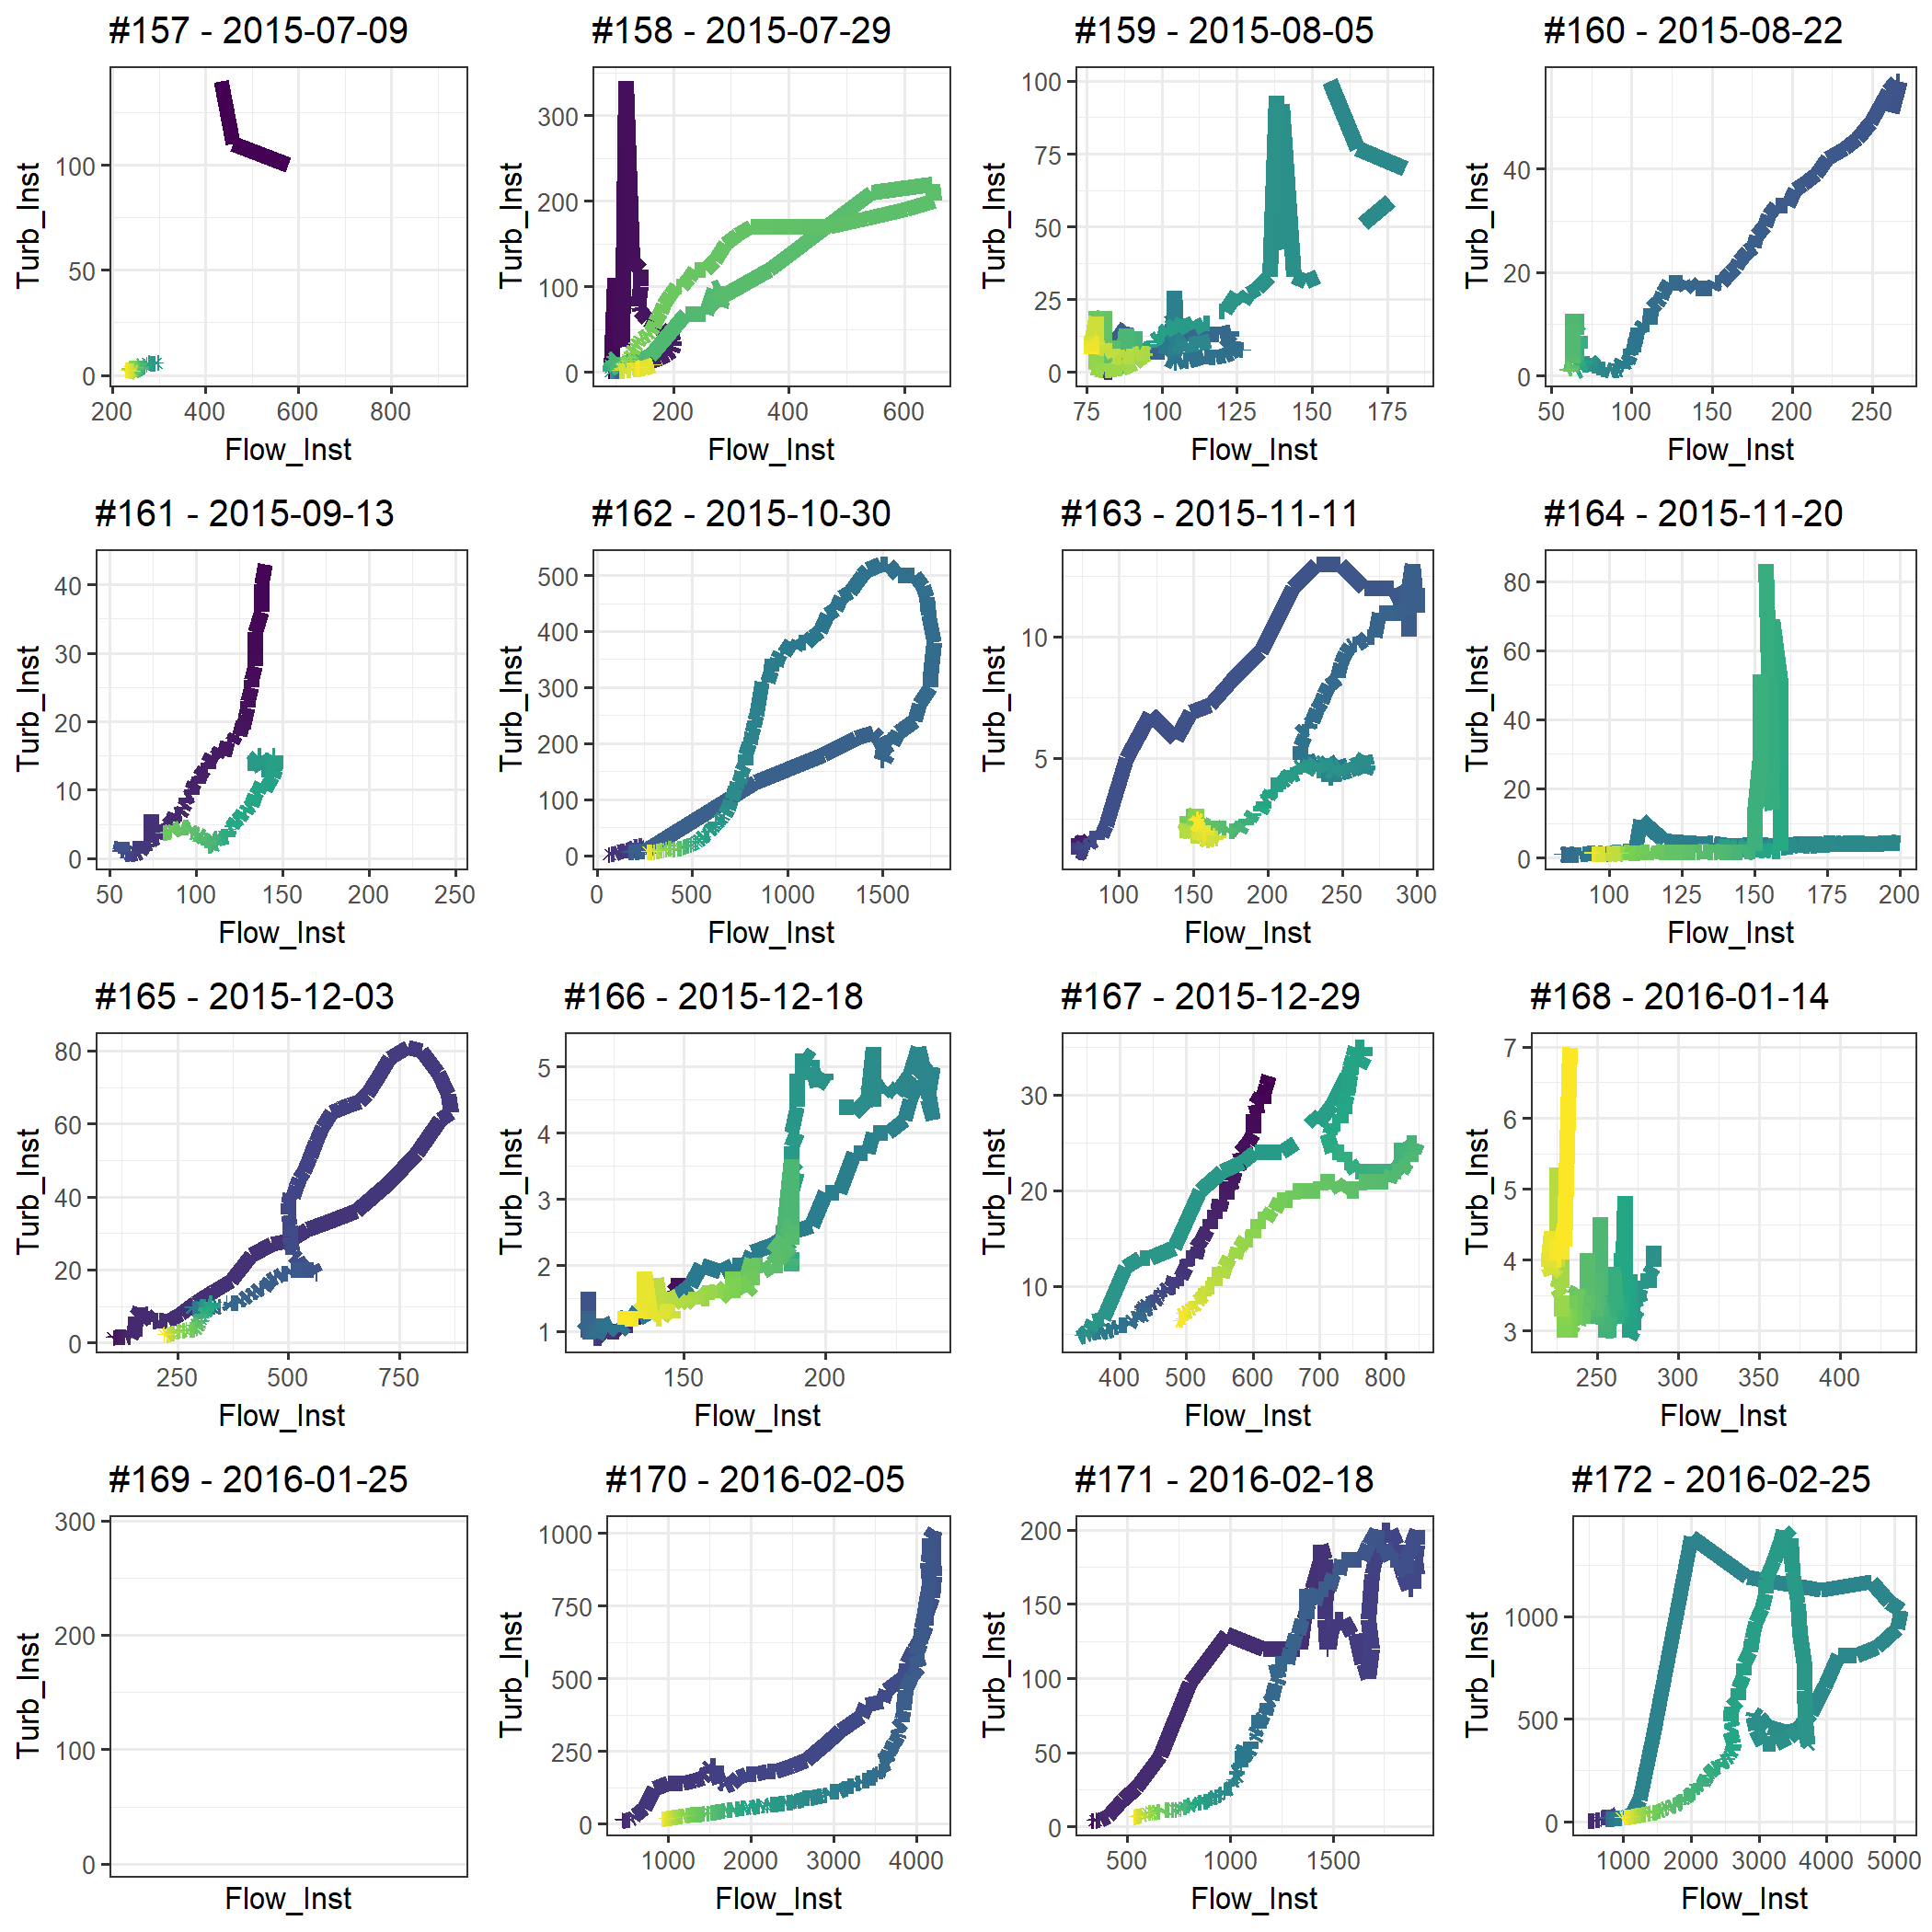 #157 - 2015-07-09
#158 - 2015-07-29
#159 - 2015-08-05
#160 - 2015-08-22
Turb_Inst
100
50
0
200 400 600 800
Flow_Inst
Turb_Inst
300
200
100
0
200 400 600
Flow_Inst
Turb_Inst
100
75
50
25
0
75 100 125 150 175
Flow_Inst
Turb_Inst
40
20
0
50 100 150 200 250
Flow_Inst
#161 - 2015-09-13
#162 - 2015-10-30
#163 - 2015-11-11
#164 - 2015-11-20
Turb_Inst
40
30
20
10
0
50 100 150 200 250
Flow_Inst
Turb_Inst
500
400
300
200
100
0
0 500 1000 1500
Flow_Inst
Turb_Inst
10
5
100 150 200 250 300
Flow_Inst
Turb_Inst
80
60
40
20
0
100 125 150 175 200
Flow_Inst
#165 - 2015-12-03
#166 - 2015-12-18
#167 - 2015-12-29
#168 - 2016-01-14
Turb_Inst
80
60
40
20
0
250 500 750
Flow_Inst
Turb_Inst
5
4
3
2
1
150 200
Flow_Inst
Turb_Inst
30
20
10
400 500 600 700 800
Flow_Inst
Turb_Inst
7
6
5
4
3
250 300 350 400
Flow_Inst
#169 - 2016-01-25
#170 - 2016-02-05
#171 - 2016-02-18
#172 - 2016-02-25
Turb_Inst
300
200
100
0
Flow_Inst
Turb_Inst
1000
750
500
250
0
1000 2000 3000 4000
Flow_Inst
Turb_Inst
200
150
100
50
0
500 1000 1500
Flow_Inst
Turb_Inst
1000
500
0
1000 2000 3000 4000 5000
Flow_Inst